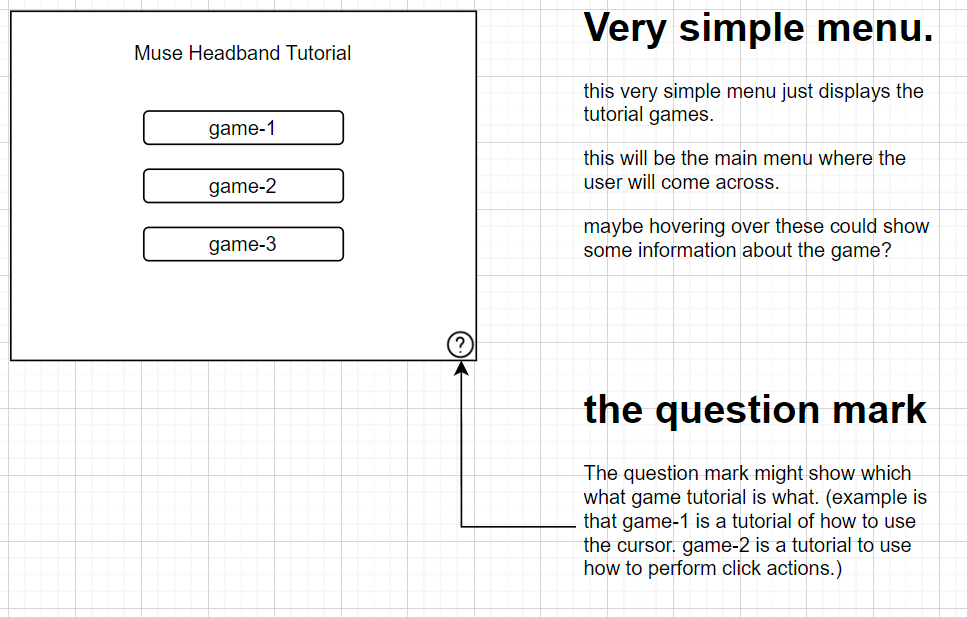 Muse Headband Tutorial
game-1
game-2
game-3
?
Very simple menu.
this very simple menu just displays the
tutorial games.
this will be the main menu where the
user will come across.
maybe hovering over these could show
some information about the game?
the question mark
The question mark might show which
what game tutorial is what. (example is
that game-1 is a tutorial of how to use
the cursor. game-2 is a tutorial to use
how to perform click actions.)